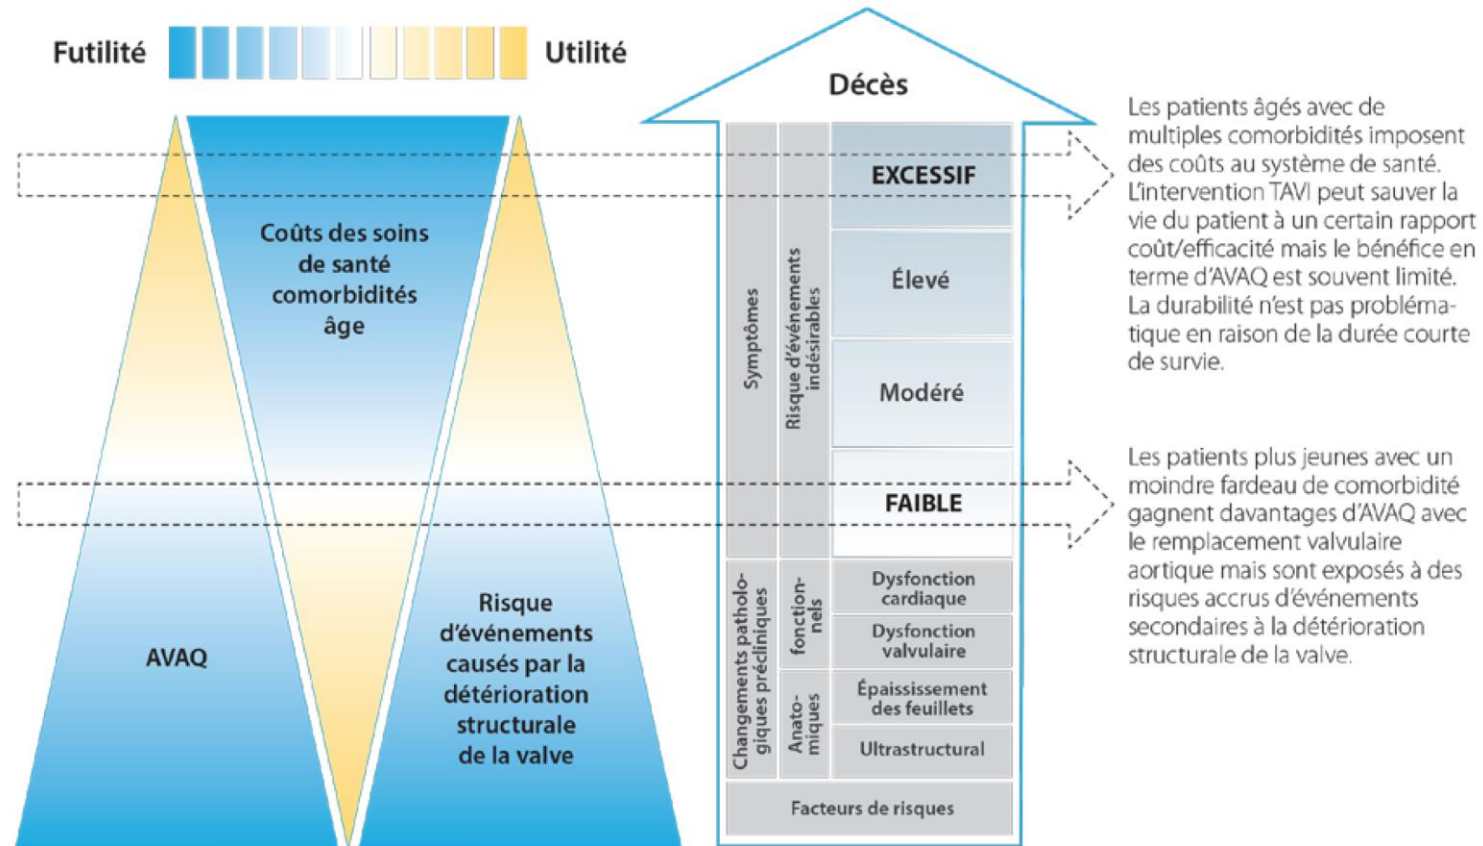 Futilité
Utilité
Coûts des soins
de santé
comorbidités
âge
AVAQ
Risque
d'événements
causés par la
détérioration
structurale
de la valve
Décès
Symptômes
Risque d'événements
indésirables
EXCESSIF
Élevé
Modéré
FAIBLE
Changements patholo-
giques précliniques
fonction-
nels
Dysfonction
cardiaque
Dysfonction
valvulaire
Anato-
miques
Épaississement
des feuillets
Ultrastructural
Facteurs de risques
Les patients âgés avec de
multiples comorbidités imposent
des coûts au système de santé.
L'intervention TAVI peut sauver la
vie du patient à un certain rapport
coût/efficacité mais le bénéfice en
terme d'AVAQ est souvent limité.
La durabilité n'est pas probléma-
tique en raison de la durée courte
de survie.
Les patients plus jeunes avec un
moindre fardeau de comorbidité
gagnent davantages d'AVAQ avec
le remplacement valvulaire
aortique mais sont exposés à des
risques accrus d'événements
secondaires à la détérioration
structurale de la valve.